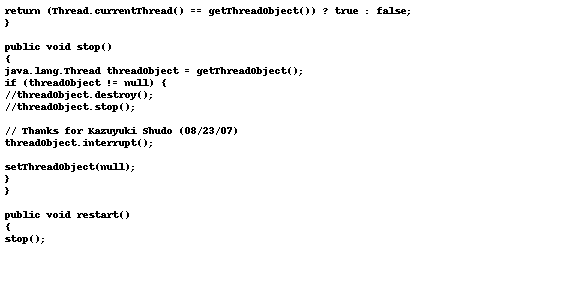 return (Thread.currentThread() == getThreadObject()) ? true : false;
}
public void stop()
{
java.lang.Thread threadObject = getThreadObject();
if (threadObject != null) {
//threadObject.destroy();
//threadObject.stop();
// Thanks for Kazuyuki Shudo (08/23/07)
threadObject.interrupt();
setThreadObject(null);
}
}
public void restart()
{
stop();